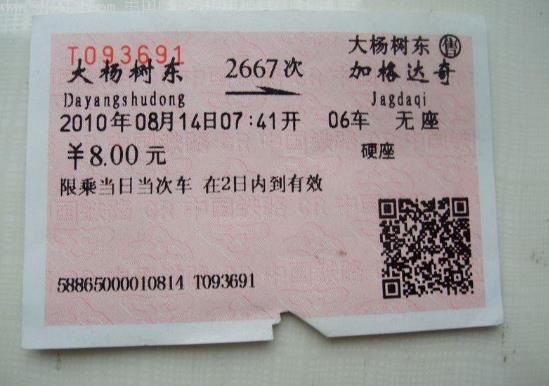 T093691
大杨树东 售
大杨树东 2667次 加格达奇
Dayangshudong Jagdaqi
2010年08月14日07:41开 06车 无座
￥8.00元 硬座
限乘当日当次车 在2日内到有效
58865000010814 T093691